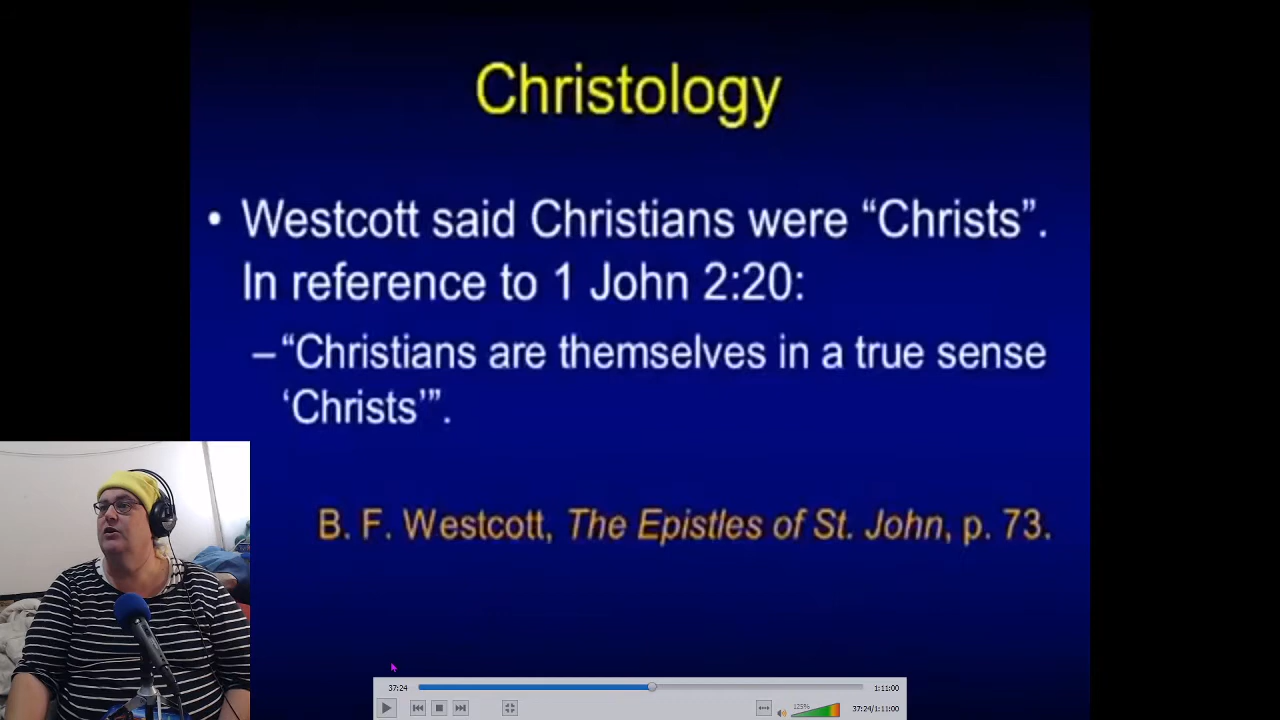 Christology
• Westcott said Christians were “Christs”.
In reference to 1 John 2:20:
– “Christians are themselves in a true sense
‘Christs’”.
B. F. Westcott, The Epistles of St. John, p. 73.
37:24
1:11:00
125%
37:24/1:11:00